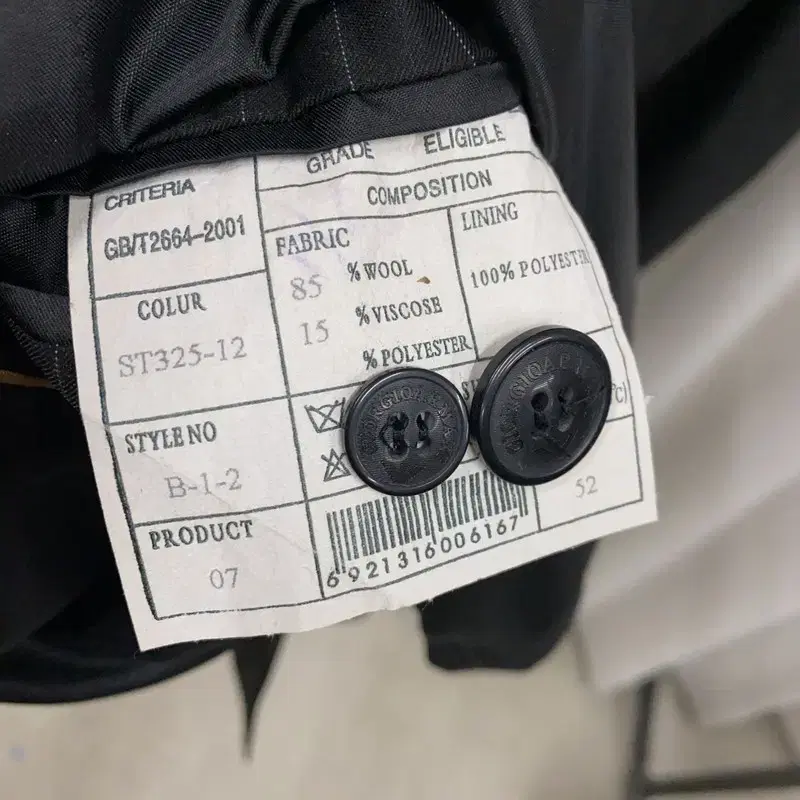 GRADE ELIGIBLE
CRITERIA
GB/T2664-2001
COMPOSITION
FABRIC
85 % WOOL
15 % VISCOSE
% POLYESTER
LINING
100% POLYESTER
COLUR
ST325-12
STYLE NO
B-1-2
PRODUCT
07
°C)
52
6921316006167